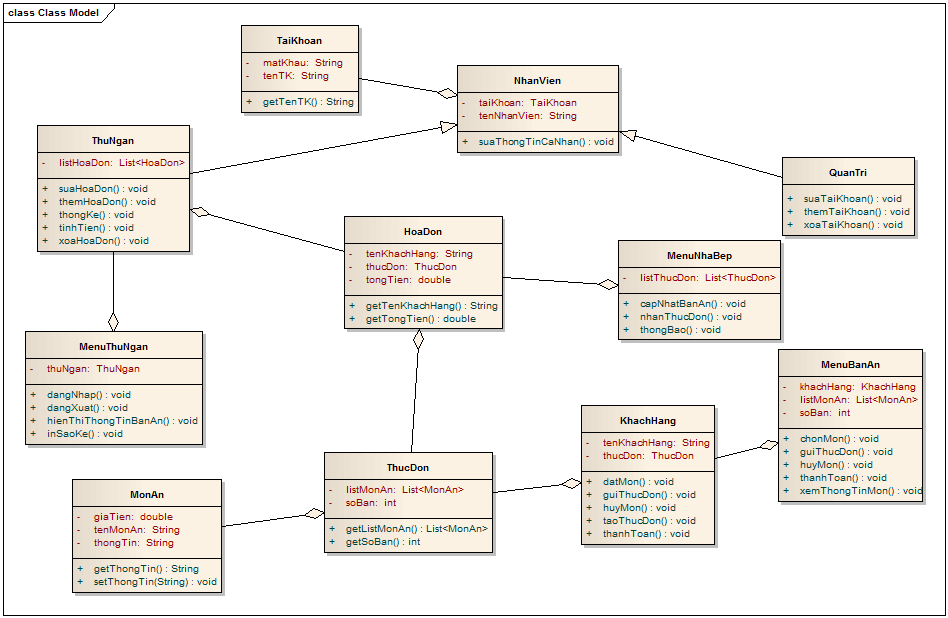 class Class Model
TaiKhoan
- matKhau: String
- tenTK: String
+ getTenTK() : String
NhanVien
- taiKhoan: TaiKhoan
- tenNhanVien: String
+ suaThongTinCaNhan() : void
ThuNgan
- listHoaDon: List<HoaDon>
+ suaHoaDon() : void
+ themHoaDon() : void
+ thongKe() : void
+ tinhTien() : void
+ xoaHoaDon() : void
QuanTri
+ suaTaiKhoan() : void
+ themTaiKhoan() : void
+ xoaTaiKhoan() : void
HoaDon
- tenKhachHang: String
- thucDon: ThucDon
- tongTien: double
+ getTenKhachHang() : String
+ getTongTien() : double
MenuNhaBep
- listThucDon: List<ThucDon>
+ capNhatBanAn() : void
+ nhanThucDon() : void
+ thongBao() : void
MenuThuNgan
- thuNgan: ThuNgan
+ dangNhap() : void
+ dangXuat() : void
+ hienThiThongTinBanAn() : void
+ inSaoKe() : void
MenuBanAn
- khachHang: KhachHang
- listMonAn: List<MonAn>
- soBan: int
+ chonMon() : void
+ guiThucDon() : void
+ huyMon() : void
+ thanhToan() : void
+ xemThongTinMon() : void
KhachHang
- tenKhachHang: String
- thucDon: ThucDon
+ datMon() : void
+ guiThucDon() : void
+ huyMon() : void
+ taoThucDon() : void
+ thanhToan() : void
ThucDon
- listMonAn: List<MonAn>
- soBan: int
+ getListMonAn() : List<MonAn>
+ getSoBan() : int
MonAn
- giaTien: double
- tenMonAn: String
- thongTin: String
+ getThongTin() : String
+ setThongTin(String) : void